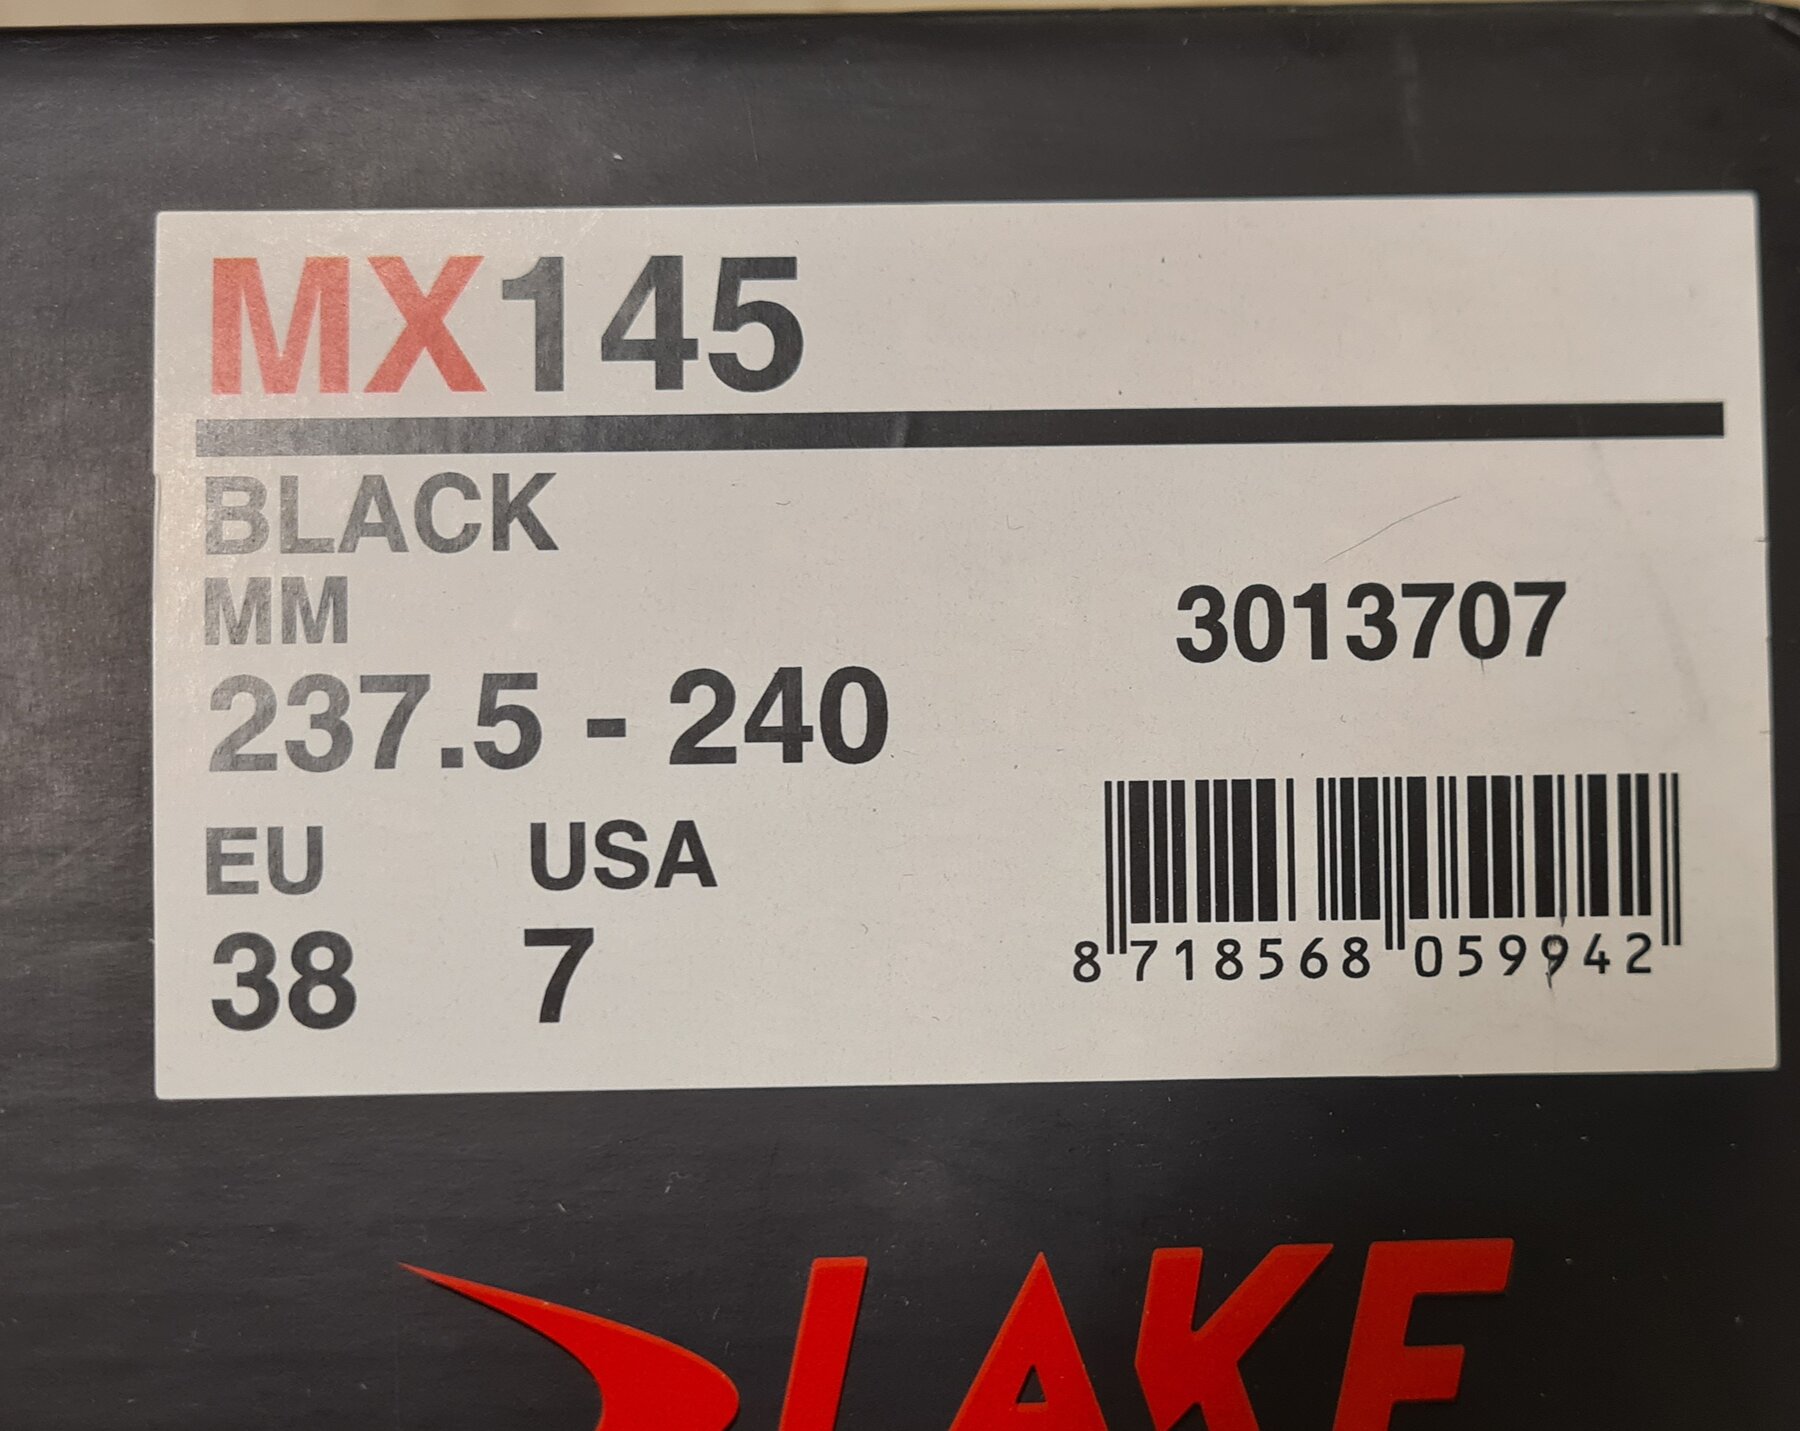 MX145
BLACK
MM
3013707
237.5 - 240
EU USA
38 7
8 718568 059942
LAKE